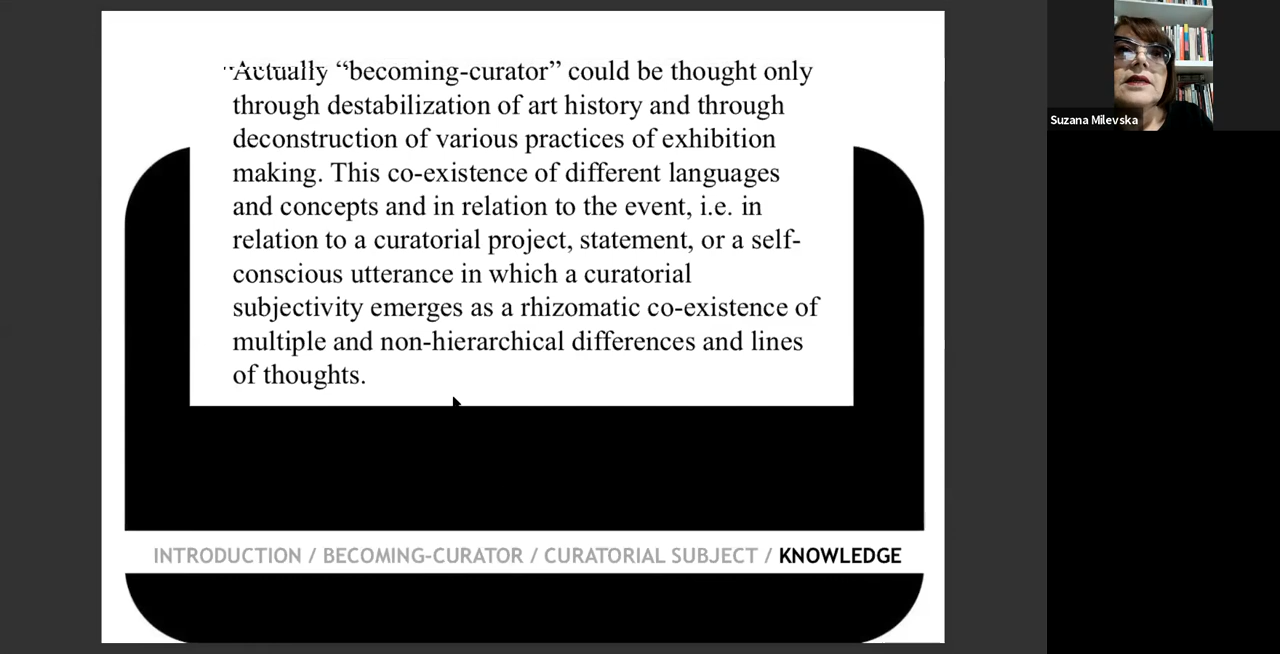 Actually “becoming-curator” could be thought only
through destabilization of art history and through
deconstruction of various practices of exhibition
making. This co-existence of different languages
and concepts and in relation to the event, i.e. in
relation to a curatorial project, statement, or a self-
conscious utterance in which a curatorial
subjectivity emerges as a rhizomatic co-existence of
multiple and non-hierarchical differences and lines
of thoughts.
INTRODUCTION / BECOMING-CURATOR / CURATORIAL SUBJECT / KNOWLEDGE
Suzana Milevska